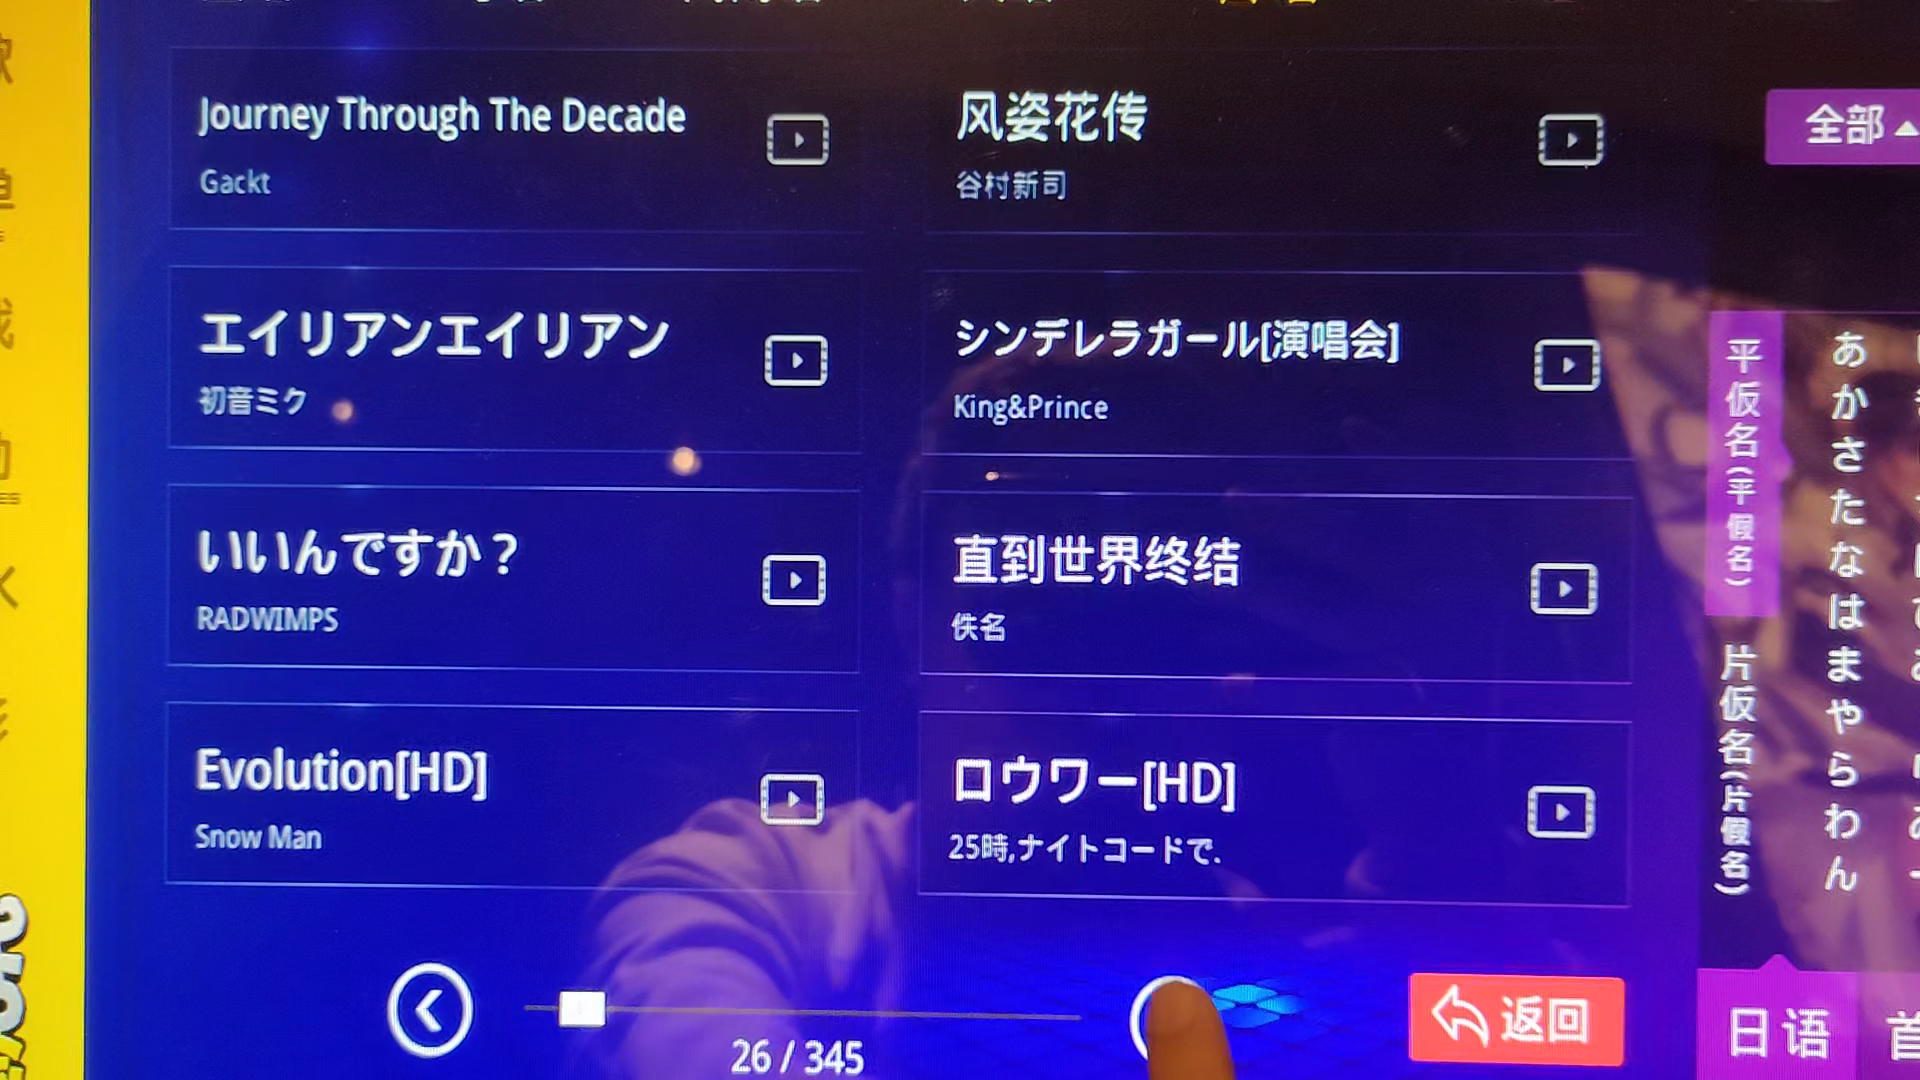 Journey Through The Decade
Gackt
风姿花传
谷村新司
エイリアンエイリアン
初音ミク
シンデレラガール[演唱会]
King&Prince
いいんですか？
RADWIMPS
直到世界终结
佚名
Evolution[HD]
Snow Man
ロウワー[HD]
25時,ナイトコードで.
26 / 345
返回
全部
平仮名(平假名)
片仮名(片假名)
あかさたなはまやらわん
日语